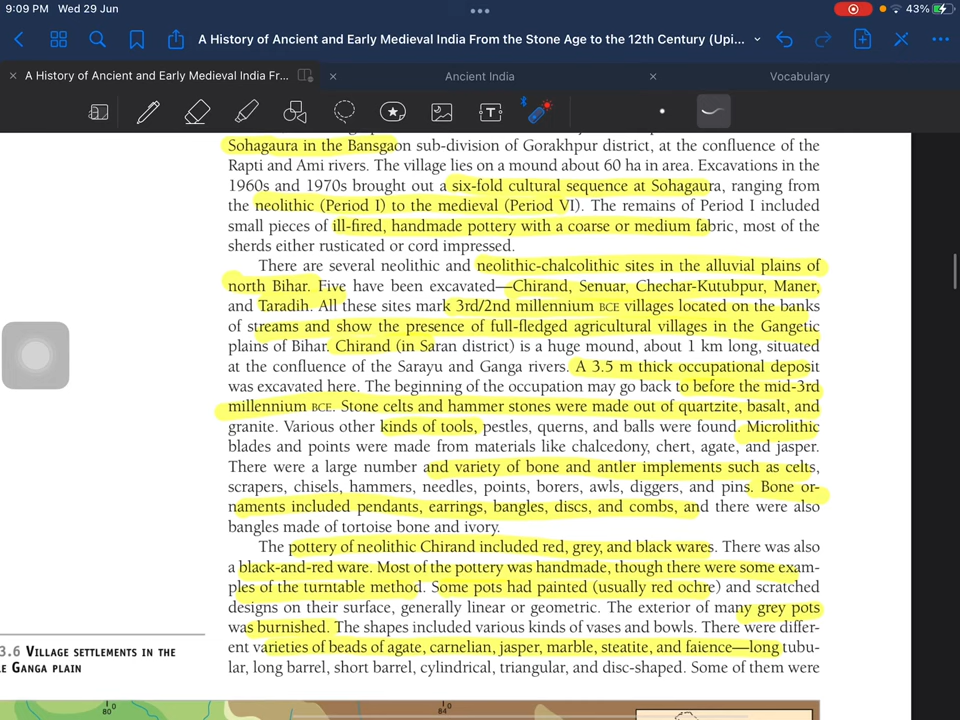 9:09 PM Wed 29 Jun
43%
A History of Ancient and Early Medieval India From the Stone Age to the 12th Century (Upi...
A History of Ancient and Early Medieval India Fr...
Ancient India
Vocabulary
Sohagaura in the Bansgaon sub-division of Gorakhpur district, at the confluence of the
Rapti and Ami rivers. The village lies on a mound about 60 ha in area. Excavations in the
1960s and 1970s brought out a six-fold cultural sequence at Sohagaura, ranging from
the neolithic (Period I) to the medieval (Period VI). The remains of Period I included
small pieces of ill-fired, handmade pottery with a coarse or medium fabric, most of the
sherds either rusticated or cord impressed.
There are several neolithic and neolithic-chalcolithic sites in the alluvial plains of
north Bihar. Five have been excavated—Chirand, Senuar, Chechar-Kutubpur, Maner,
and Taradih. All these sites mark 3rd/2nd millennium BCE villages located on the banks
of streams and show the presence of full-fledged agricultural villages in the Gangetic
plains of Bihar. Chirand (in Saran district) is a huge mound, about 1 km long, situated
at the confluence of the Sarayu and Ganga rivers. A 3.5 m thick occupational deposit
was excavated here. The beginning of the occupation may go back to before the mid-3rd
millennium BCE. Stone celts and hammer stones were made out of quartzite, basalt, and
granite. Various other kinds of tools, pestles, querns, and balls were found. Microlithic
blades and points were made from materials like chalcedony, chert, agate, and jasper.
There were a large number and variety of bone and antler implements such as celts,
scrapers, chisels, hammers, needles, points, borers, awls, diggers, and pins. Bone or-
naments included pendants, earrings, bangles, discs, and combs, and there were also
bangles made of tortoise bone and ivory.
The pottery of neolithic Chirand included red, grey, and black wares. There was also
a black-and-red ware. Most of the pottery was handmade, though there were some exam-
ples of the turntable method. Some pots had painted (usually red ochre) and scratched
designs on their surface, generally linear or geometric. The exterior of many grey pots
was burnished. The shapes included various kinds of vases and bowls. There were differ-
ent varieties of beads of agate, carnelian, jasper, marble, steatite, and faience—long tubu-
lar, long barrel, short barrel, cylindrical, triangular, and disc-shaped. Some of them were
3.6 VILLAGE SETTLEMENTS IN THE
E GANGA PLAIN
80°
84°